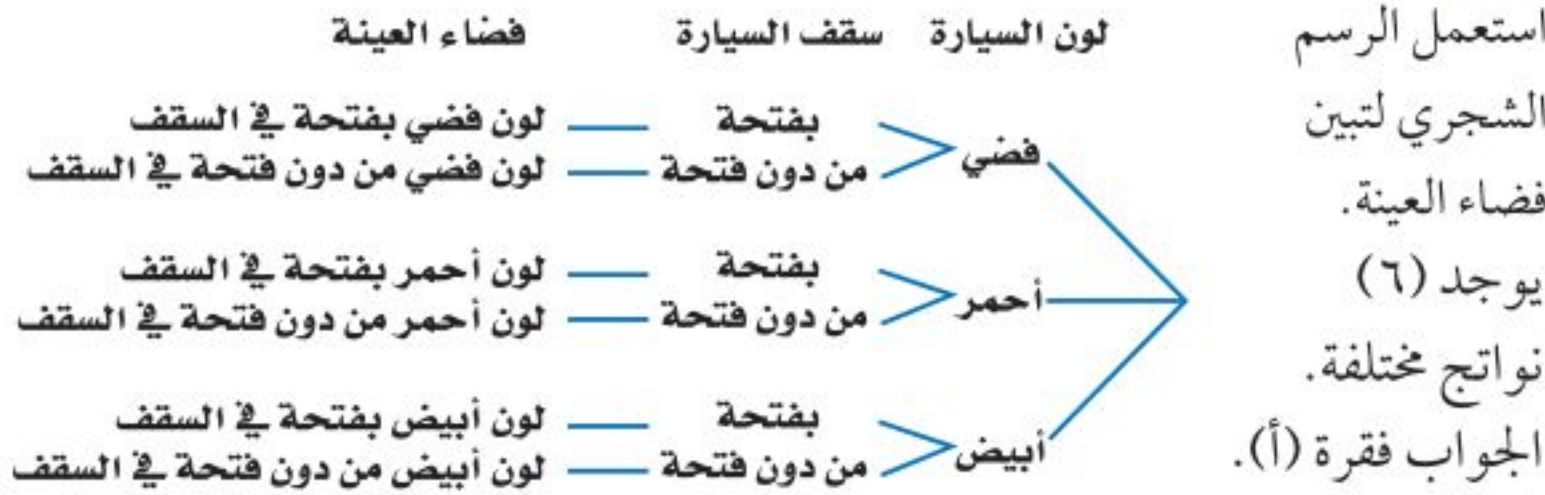 استعمل الرسم
الشجري لتبين
فضاء العينة.
يوجد (٦)
نواتج مختلفة.
الجواب فقرة (أ).
لون السيارة سقف السيارة فضاء العينة
فضي
بفتحة لون فضي بفتحة في السقف
من دون فتحة لون فضي من دون فتحة في السقف
أحمر
بفتحة لون أحمر بفتحة في السقف
من دون فتحة لون أحمر من دون فتحة في السقف
أبيض
بفتحة لون أبيض بفتحة في السقف
من دون فتحة لون أبيض من دون فتحة في السقف